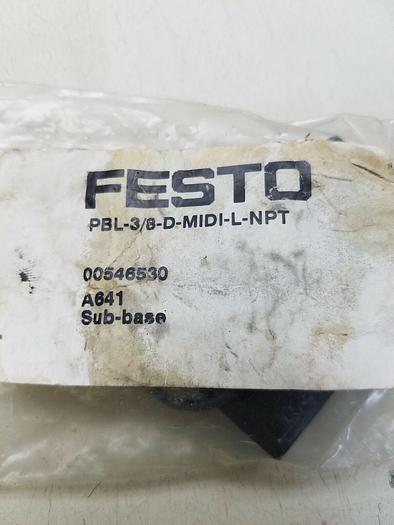 FESTO
PBL-3/8-D-MIDI-L-NPT
00546530
A641
Sub-base